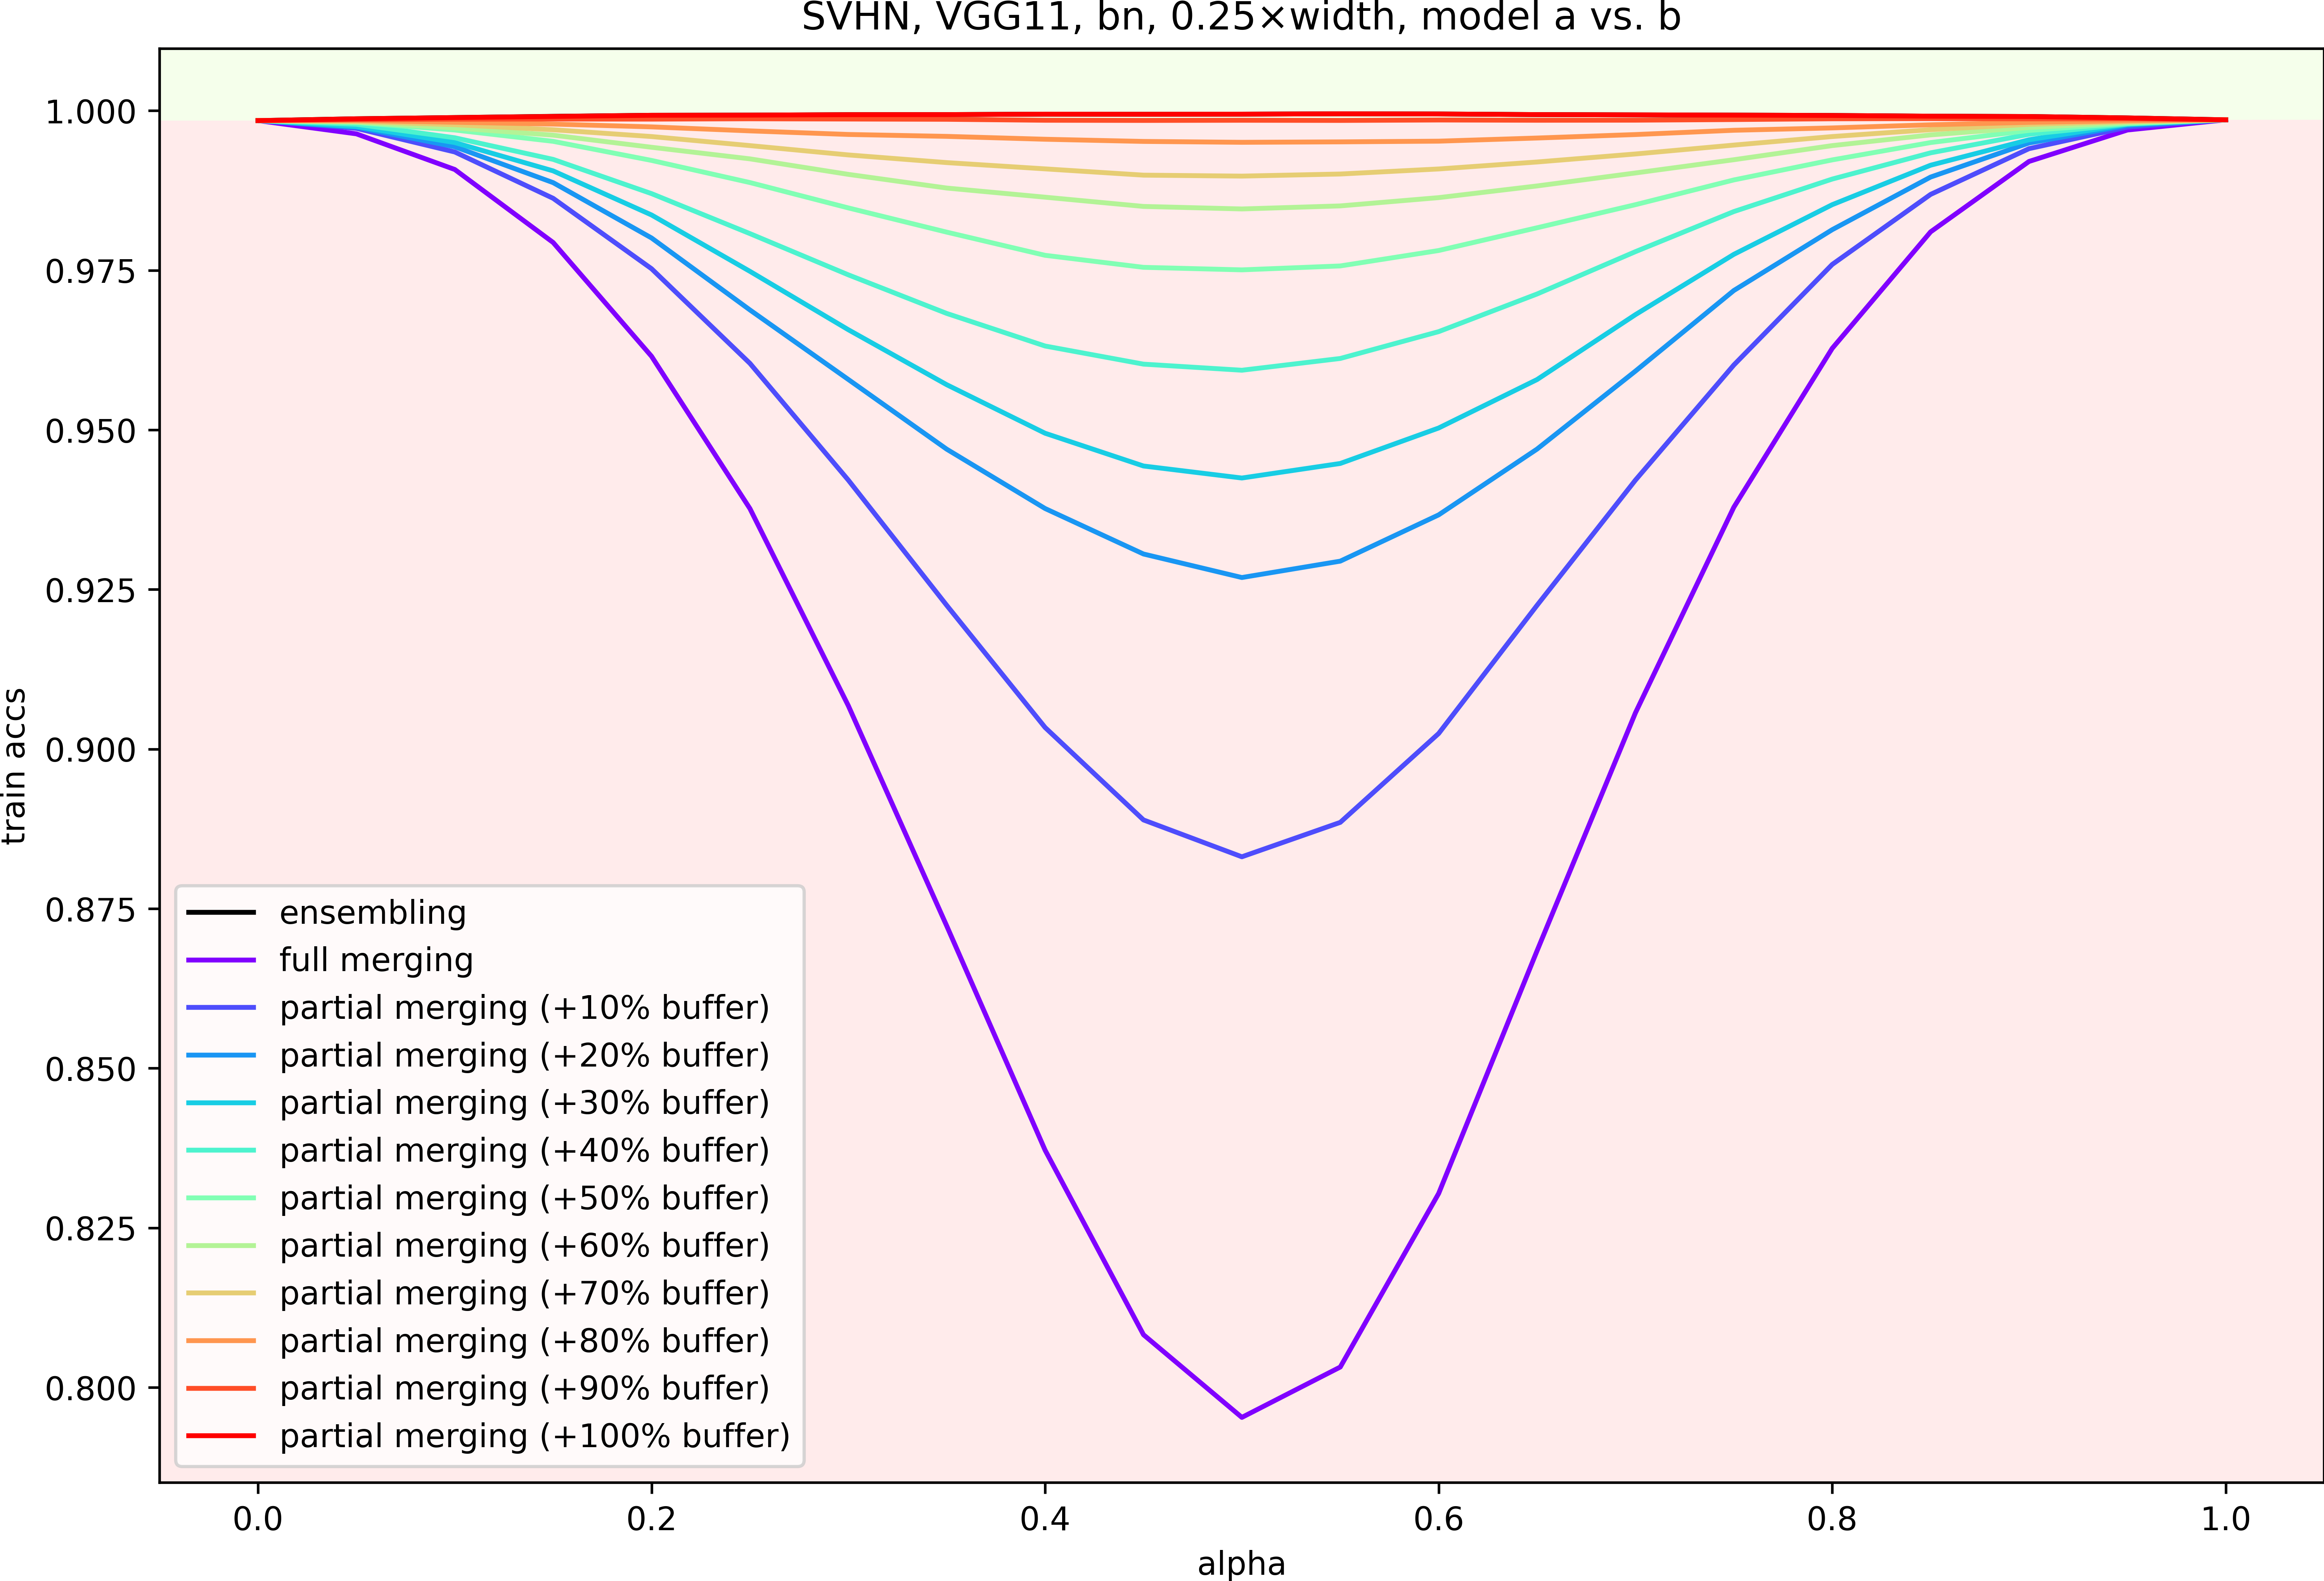 SVHN, VGG11, bn, 0.25×width, model a vs. b
train accs
1.000
0.975
0.950
0.925
0.900
0.875
0.850
0.825
0.800
ensembling
full merging
partial merging (+10% buffer)
partial merging (+20% buffer)
partial merging (+30% buffer)
partial merging (+40% buffer)
partial merging (+50% buffer)
partial merging (+60% buffer)
partial merging (+70% buffer)
partial merging (+80% buffer)
partial merging (+90% buffer)
partial merging (+100% buffer)
0.0 0.2 0.4 0.6 0.8 1.0
alpha